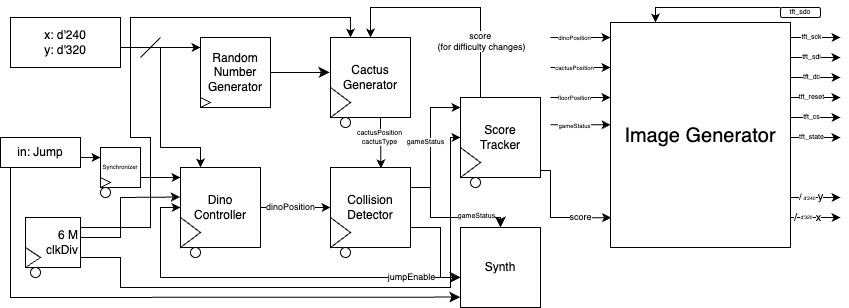 x: d'240
y: d'320
Random
Number
Generator
Cactus
Generator
score
(for difficulty changes)
cactusPosition
cactusType
gameStatus
in: Jump
Synchronizer
Dino
Controller
dinoPosition
Collision
Detector
Score
Tracker
6 M
clkDiv
gameStatus
jumpEnable
Synth
dinoPosition
cactusPosition
floorPosition
gameStatus
score
Image Generator
tft_sdo
tft_sck
tft_sdi
tft_dc
tft_reset
tft_cs
tft_state
d'240 y
d'320 x